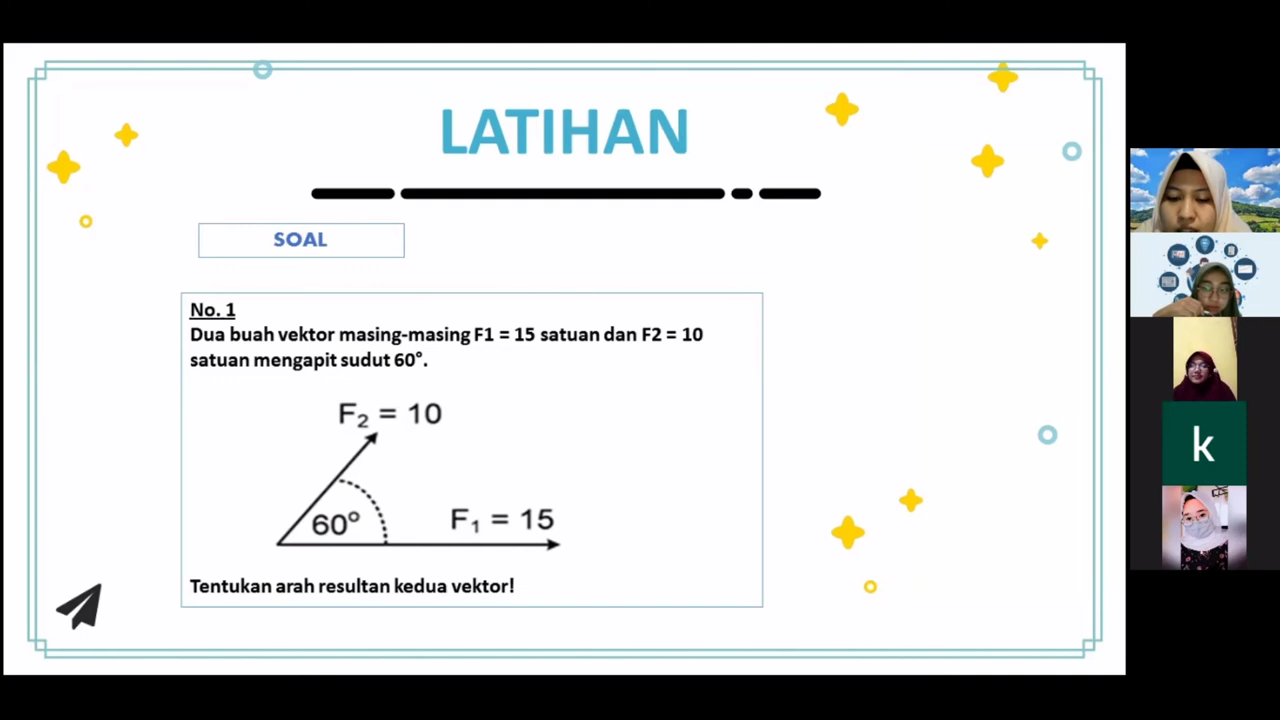 LATIHAN
SOAL
No. 1
Dua buah vektor masing-masing F1 = 15 satuan dan F2 = 10
satuan mengapit sudut 60°.
F₂ = 10
60°
F₁ = 15
Tentukan arah resultan kedua vektor!
k